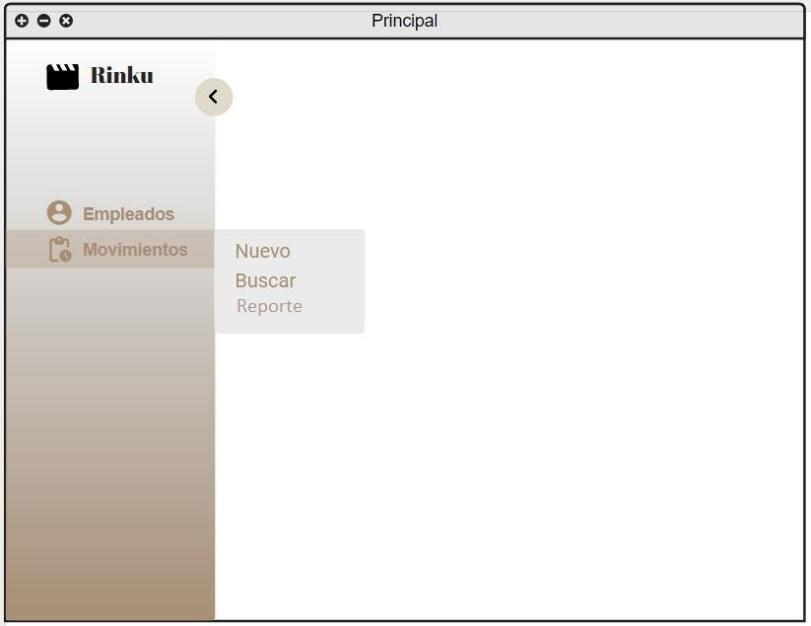 Principal
Rinku
Empleados
Movimientos
Nuevo
Buscar
Reporte